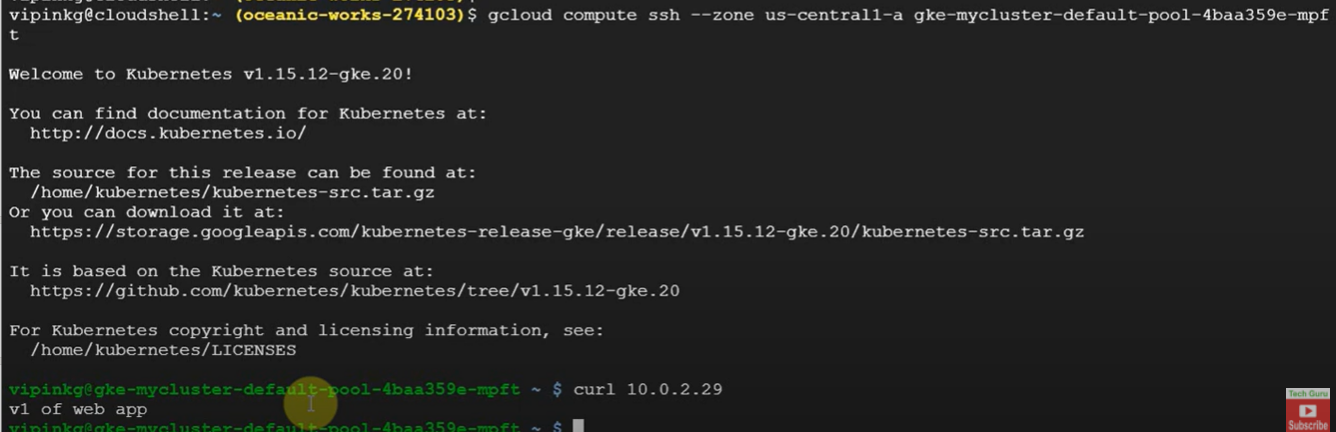 vipinkg@cloudshell:~ (oceanic-works-274103)$ gcloud compute ssh --zone us-central1-a gke-mycluster-default-pool-4baa359e-mpf
t
Welcome to Kubernetes v1.15.12-gke.20!
You can find documentation for Kubernetes at:
http://docs.kubernetes.io/
The source for this release can be found at:
/home/kubernetes/kubernetes-src.tar.gz
Or you can download it at:
https://storage.googleapis.com/kubernetes-release-gke/release/v1.15.12-gke.20/kubernetes-src.tar.gz
It is based on the Kubernetes source at:
https://github.com/kubernetes/kubernetes/tree/v1.15.12-gke.20
For Kubernetes copyright and licensing information, see:
/home/kubernetes/LICENSES
vipinkg@gke-mycluster-default-pool-4baa359e-mpft ~ $ curl 10.0.2.29
v1 of web app
vipinkg@gke-mycluster-default-pool-4baa359e-mpft ~ $
Tech Guru
Subscribe